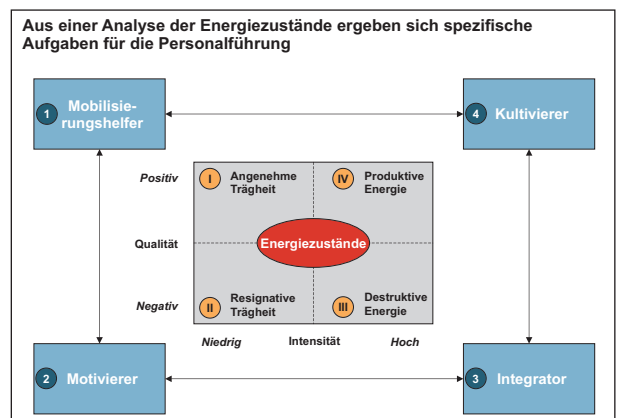 Aus einer Analyse der Energiezustände ergeben sich spezifische
Aufgaben für die Personalführung
1
Mobilisie-
rungshelfer
4
Kultivierer
Positiv
I
Angenehme
Trägheit
IV
Produktive
Energie
Qualität
Energiezustände
Negativ
II
Resignative
Trägheit
III
Destruktive
Energie
Niedrig
Intensität
Hoch
2
Motivierer
3
Integrator